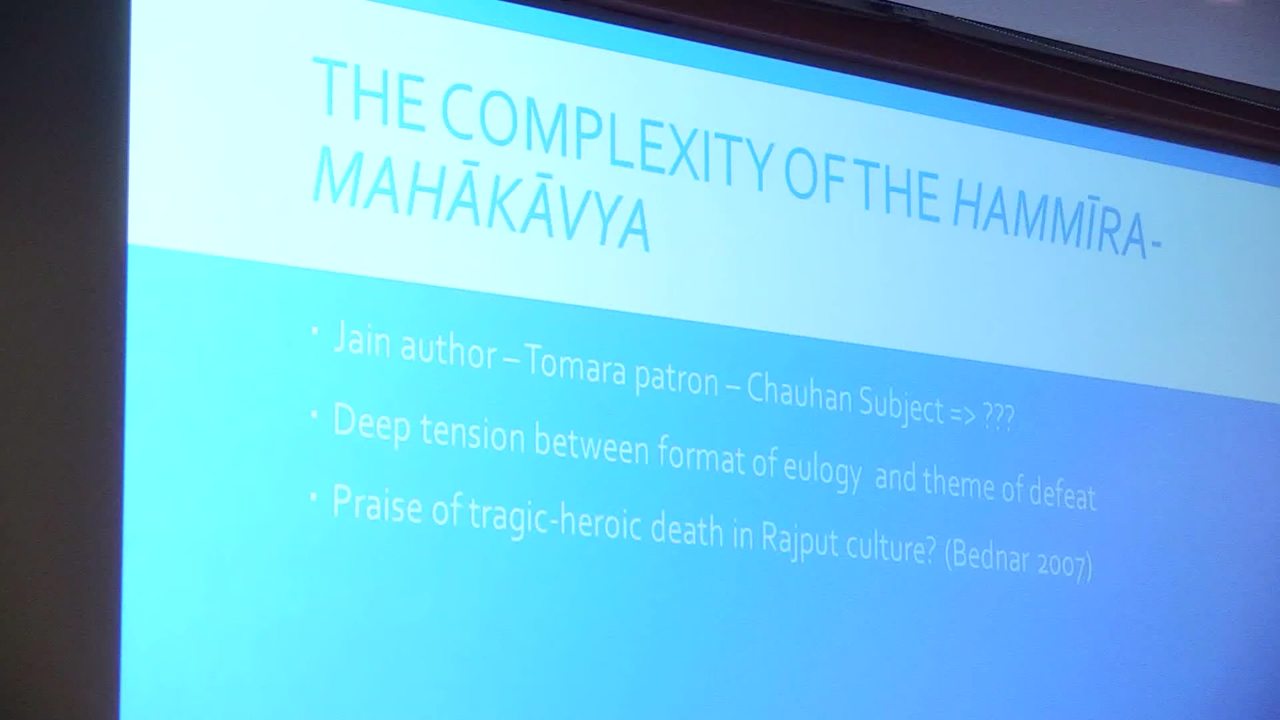 THE COMPLEXITY OF THE HAMMĪRA-
MAHĀKĀVYA
▪ Jain author – Tomara patron – Chauhan Subject => ???
▪ Deep tension between format of eulogy and theme of defeat
▪ Praise of tragic-heroic death in Rajput culture? (Bednar 2007)